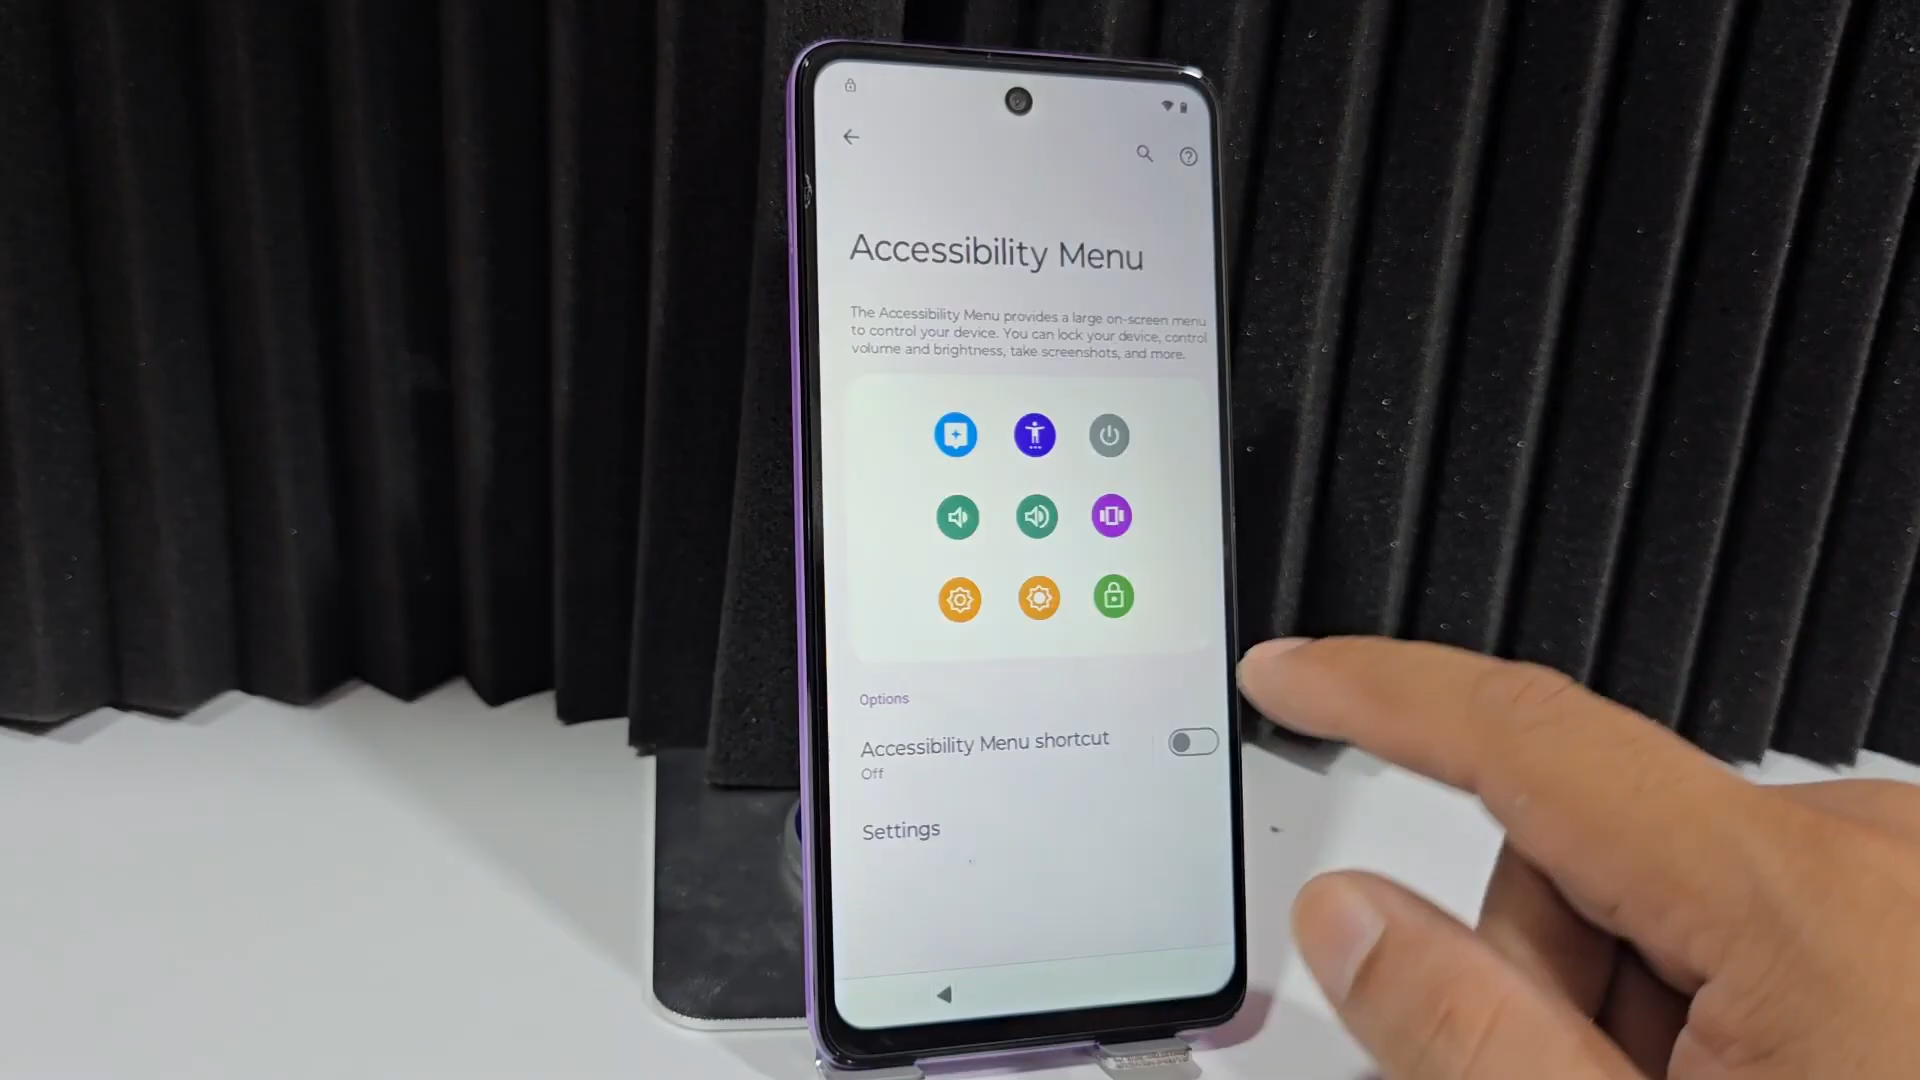 Accessibility Menu
The Accessibility Menu provides a large on-screen menu
to control your device. You can lock your device, control
volume and brightness, take screenshots, and more.
Options
Accessibility Menu shortcut
Off
Settings